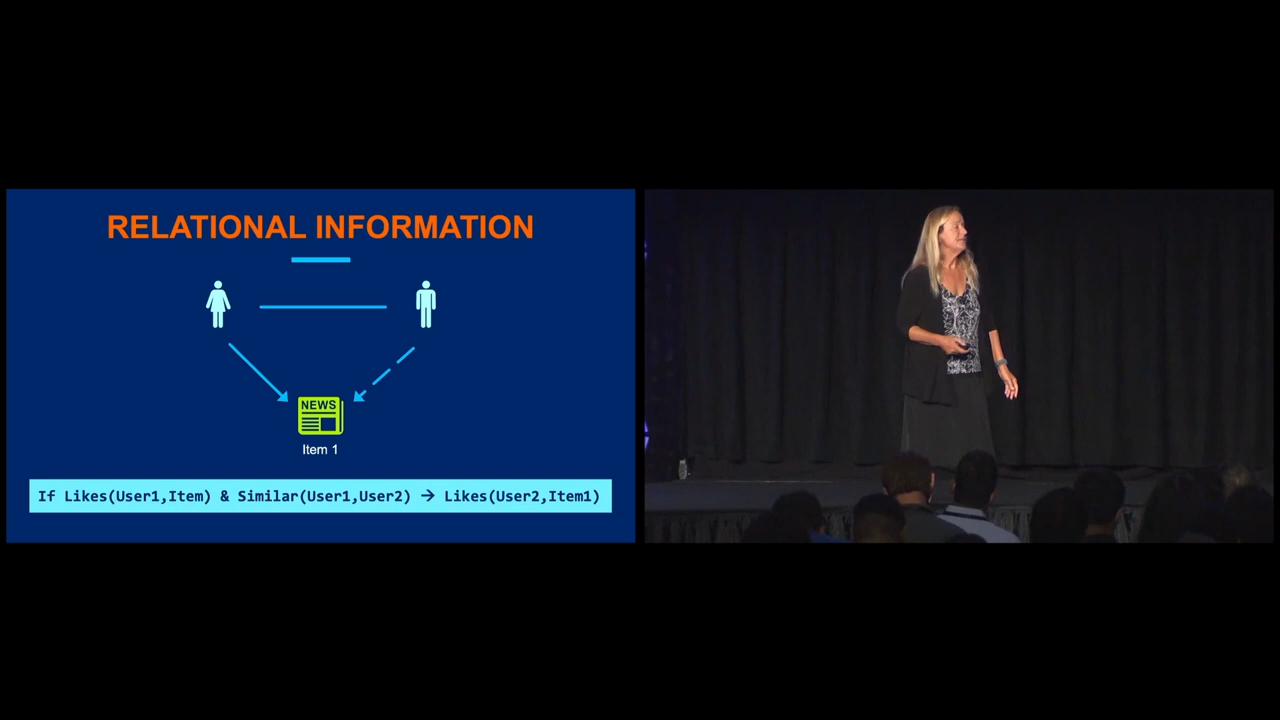 RELATIONAL INFORMATION
NEWS
Item 1
If Likes(User1,Item) & Similar(User1,User2) → Likes(User2,Item1)